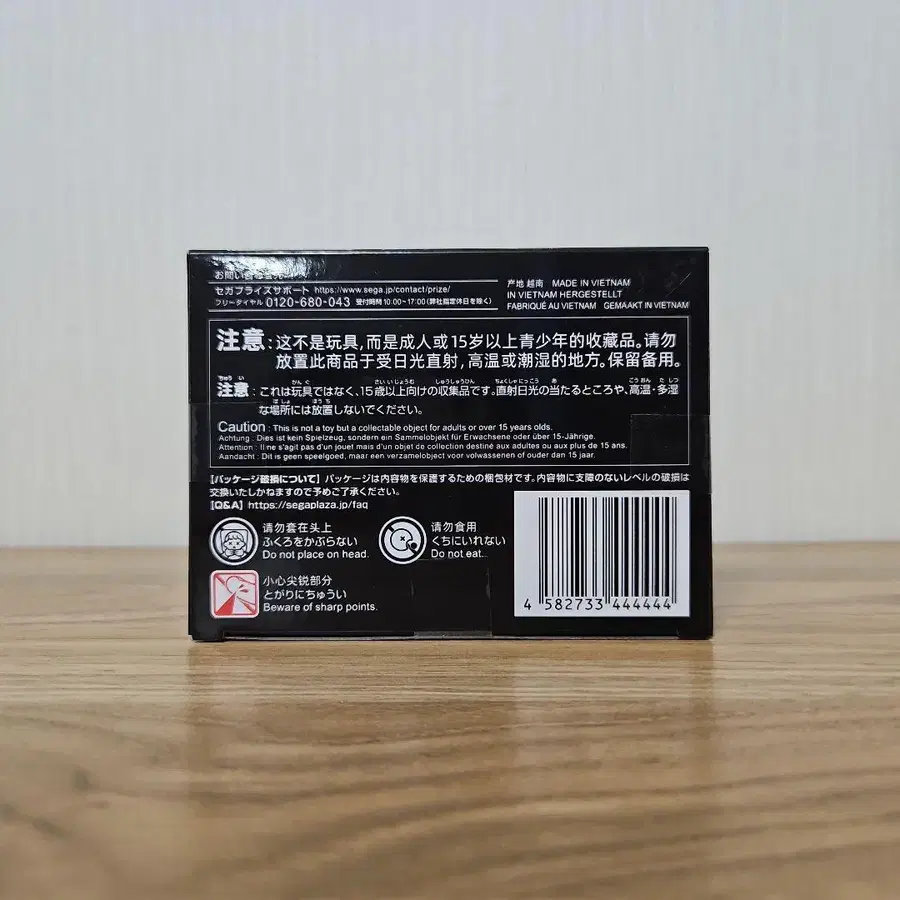 お問い合わせ先
セガプライズサポート https://www.sega.jp/contact/prize/
フリーダイヤル 0120-680-043 受付時間 10:00~17:00(弊社指定休日を除く)
产地 越南 MADE IN VIETNAM
IN VIETNAM HERGESTELLT
FABRIQUÉ AU VIETNAM GEMAAKT IN VIETNAM
注意:这不是玩具,而是成人或15岁以上青少年的收藏品。请勿
放置此商品于受日光直射,高温或潮湿的地方。保留备用。
注意:これは玩具ではなく、15歳以上向けの収集品です。直射日光の当たるところや、高温・多湿
な場所には放置しないでください。
Caution : This is not a toy but a collectable object for adults or over 15 years olds.
Achtung : Dies ist kein Spielzeug, sondern ein Sammelobjekt für Erwachsene oder über 15-Jährige.
Attention : Il ne s'agit pas d'un jouet mais d'un objet de collection destiné aux adultes ou aux plus de 15 ans.
Aandacht : Dit is geen speelgoed, maar een verzamelobject voor volwassenen of ouder dan 15 jaar.
【パッケージ破損について】パッケージは内容物を保護するための梱包材です。内容物に支障のないレベルの破損は
交換いたしかねますので予めご了承ください。
【Q&A】https://segaplaza.jp/faq
请勿套在头上
ふくろをかぶらない
Do not place on head.
请勿食用
くちにいれない
Do not eat.
小心尖锐部分
とがりにちゅうい
Beware of sharp points.
4 582733 444444